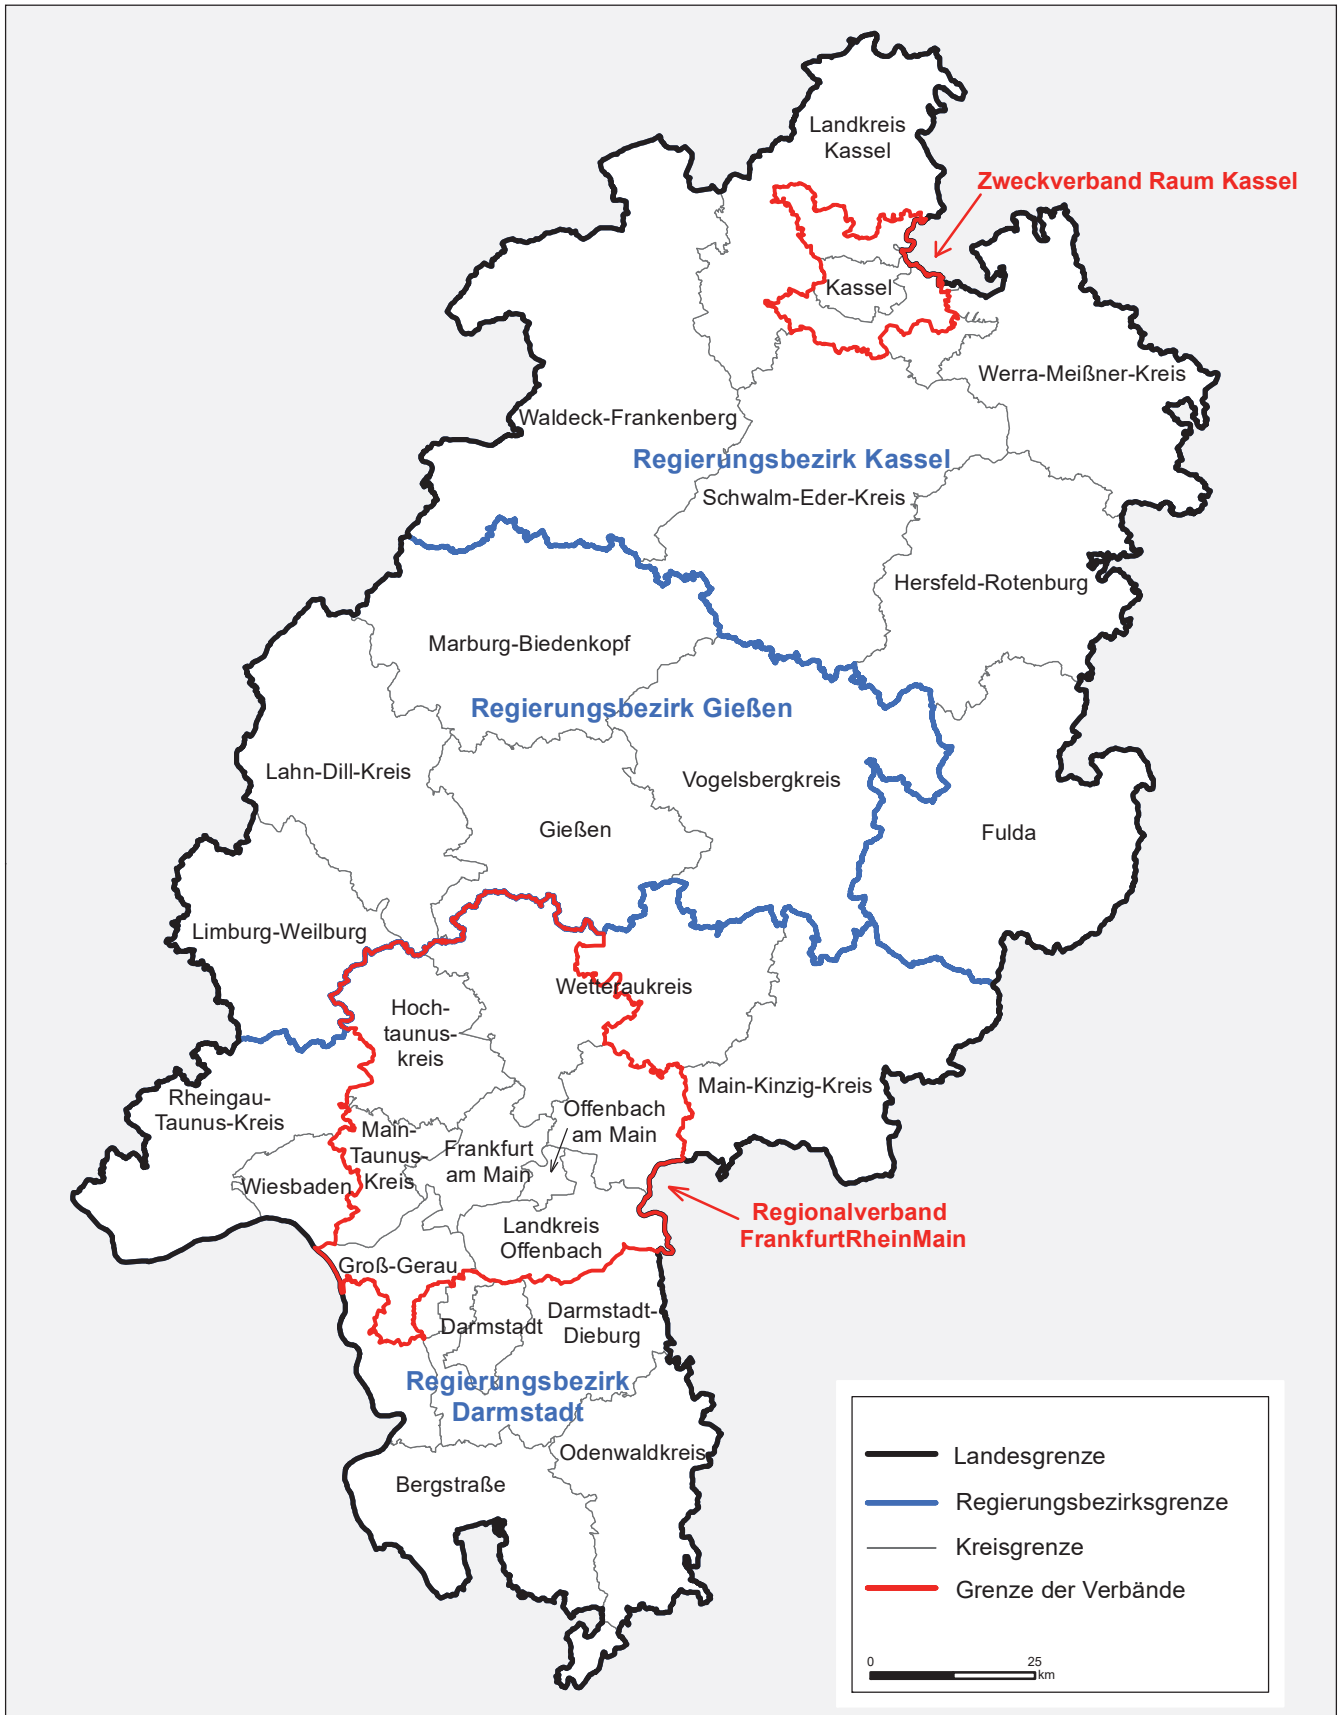 Landkreis
Kassel
Zweckverband Raum Kassel
Kassel
Werra-Meißner-Kreis
Waldeck-Frankenberg
Regierungsbezirk Kassel
Schwalm-Eder-Kreis
Hersfeld-Rotenburg
Marburg-Biedenkopf
Regierungsbezirk Gießen
Lahn-Dill-Kreis
Vogelsbergkreis
Gießen
Fulda
Limburg-Weilburg
Wetteraukreis
Hoch-
taunus-
kreis
Main-Kinzig-Kreis
Rheingau-
Taunus-Kreis
Offenbach
am Main
Main-
Taunus-
Kreis
Frankfurt
am Main
Wiesbaden
Regionalverband
FrankfurtRheinMain
Landkreis
Offenbach
Groß-Gerau
Darmstadt
Darmstadt-
Dieburg
Regierungsbezirk
Darmstadt
Odenwaldkreis
Bergstraße
Landesgrenze
Regierungsbezirksgrenze
Kreisgrenze
Grenze der Verbände
0 25
km